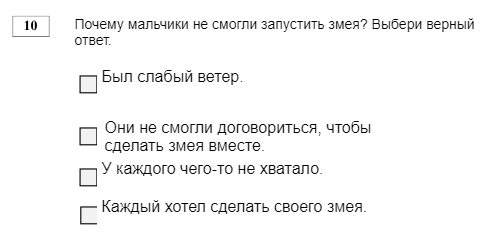 10 Почему мальчики не смогли запустить змея? Выбери верный
ответ.
Был слабый ветер.
Они не смогли договориться, чтобы
сделать змея вместе.
У каждого чего-то не хватало.
Каждый хотел сделать своего змея.